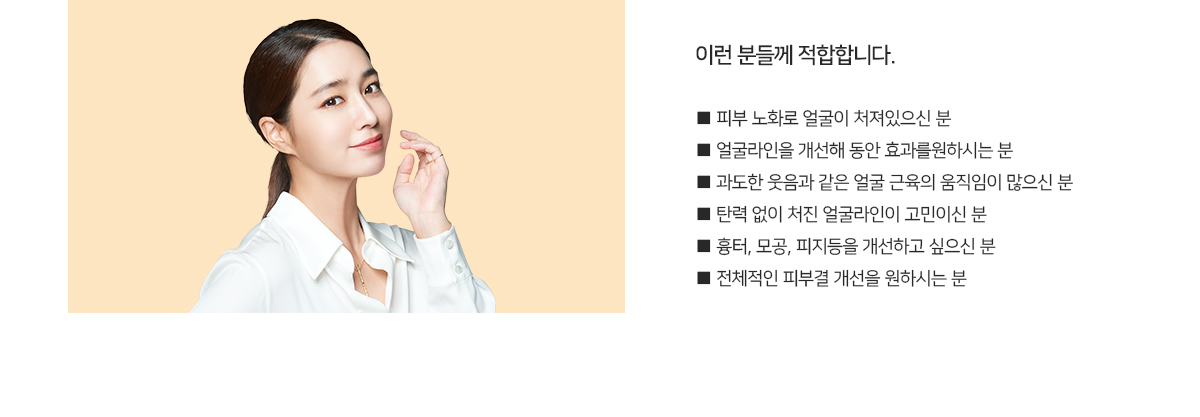 이런 분들께 적합합니다.
■ 피부 노화로 얼굴이 처져있으신 분
■ 얼굴라인을 개선해 동안 효과를원하시는 분
■ 과도한 웃음과 같은 얼굴 근육의 움직임이 많으신 분
■ 탄력 없이 처진 얼굴라인이 고민이신 분
■ 흉터, 모공, 피지등을 개선하고 싶으신 분
■ 전체적인 피부결 개선을 원하시는 분